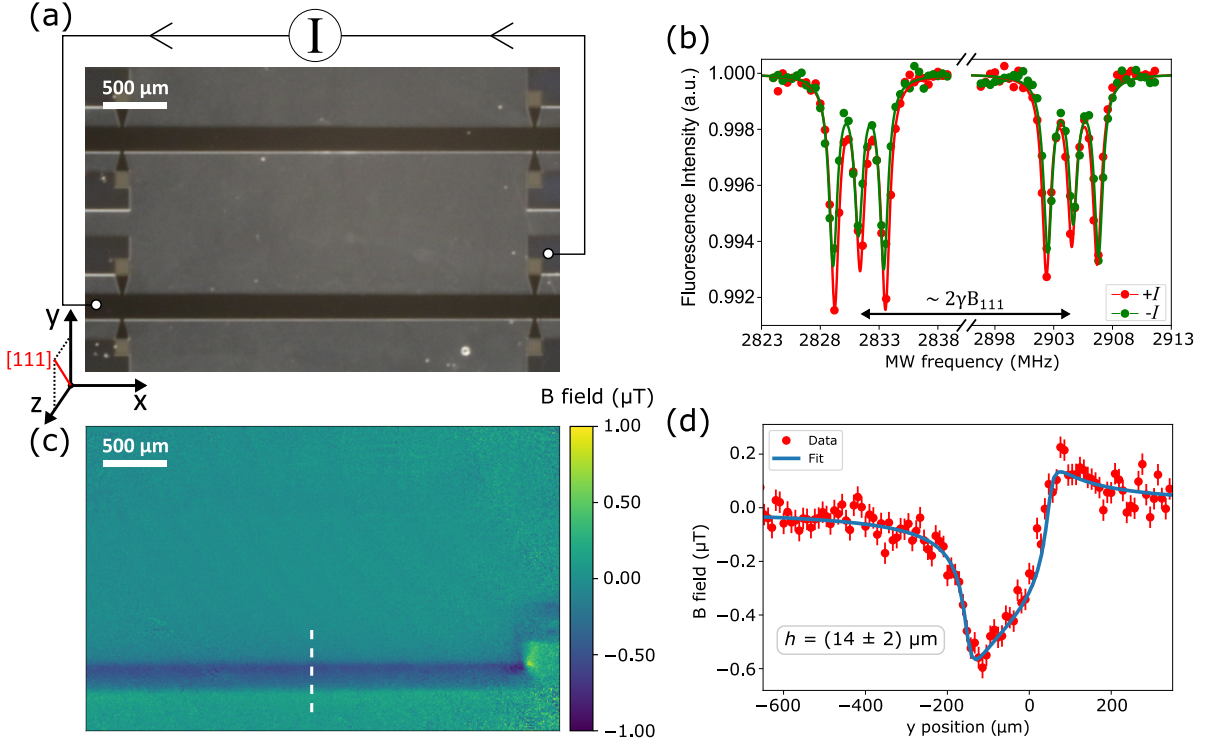 (a)
I
500 μm
y
[111]
z
x
(b)
Fluorescence Intensity (a.u.)
1.000
0.998
0.996
0.994
0.992
~ 2γB111
+I
-I
2823 2828 2833 2838 2898 2903 2908 2913
MW frequency (MHz)
(c)
500 μm
B field (μT)
1.00
0.50
0.00
−0.50
−1.00
(d)
Data
Fit
B field (μT)
0.2
0.0
−0.2
−0.4
−0.6
h = (14 ± 2) μm
−600 −400 −200 0 200
y position (μm)